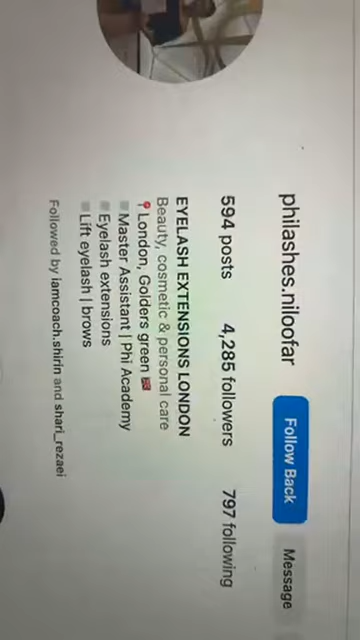 philashes.niloofar Follow Back Message
594 posts 4,285 followers 797 following
EYELASH EXTENSIONS LONDON
Beauty, cosmetic & personal care
📍London, Golders green 🇬🇧
▪️Master Assistant | Phi Academy
▪️Eyelash extensions
▪️Lift eyelash | brows
Followed by iamcoach.shirin and shari_rezaei